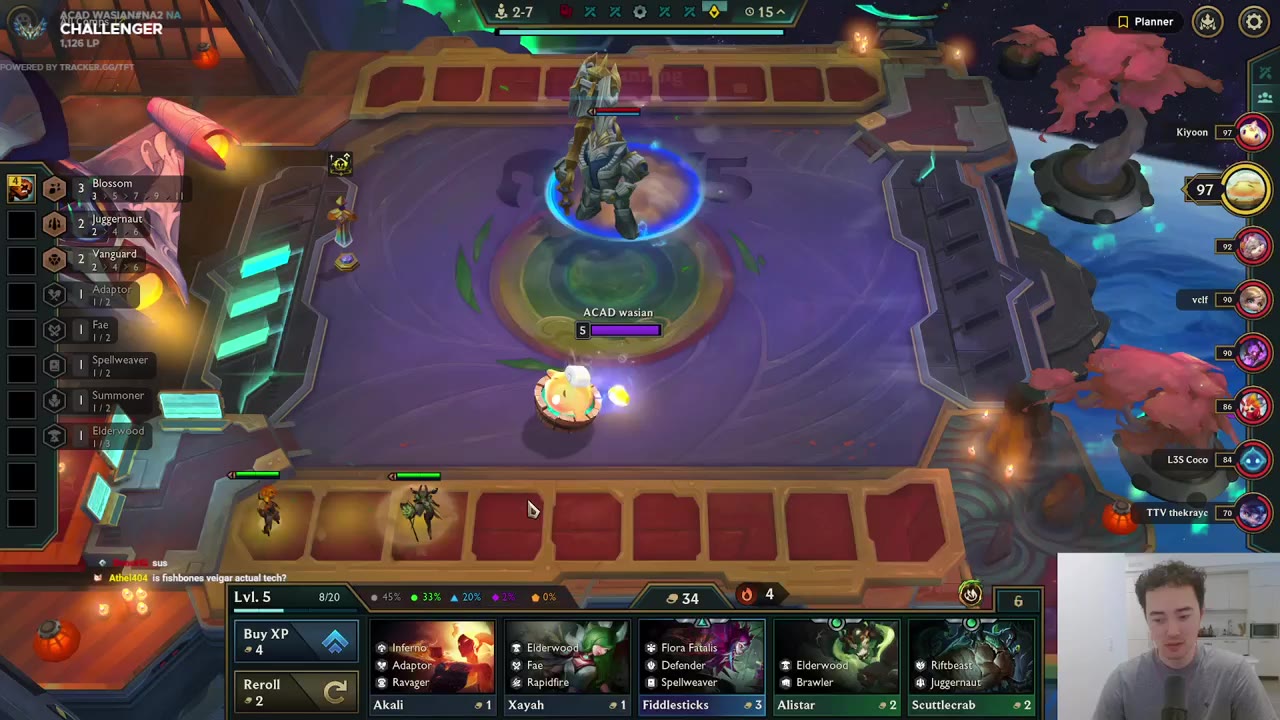 ACAD WASIAN#NA2 NA
CHALLENGER
1,126 LP
POWERED BY TRACKER.GG/TFT
2-7
15
Planner
Kiyoon 97
97
92
vclf 90
90
86
L3S Coco 84
TTV thekrayc 70
4
3 Blossom
3 > 5 > 7 > 9 > 11
2 Juggernaut
2 > 4 > 6
2 Vanguard
2 > 4 > 6
1 Adaptor
1 / 2
1 Fae
1 / 2
1 Spellweaver
1 / 2
1 Summoner
1 / 2
1 Elderwood
1 / 3
ACAD wasian
5
sus
Athel404 is fishbones veigar actual tech?
Lvl. 5 8/20
45% 33% 20% 2% 0%
34
4
6
Buy XP
4
Reroll
2
Inferno
Adaptor
Ravager
Akali 1
Elderwood
Fae
Rapidfire
Xayah 1
Flora Fatalis
Defender
Spellweaver
Fiddlesticks 3
Elderwood
Brawler
Alistar 2
Riftbeast
Juggernaut
Scuttlecrab 2